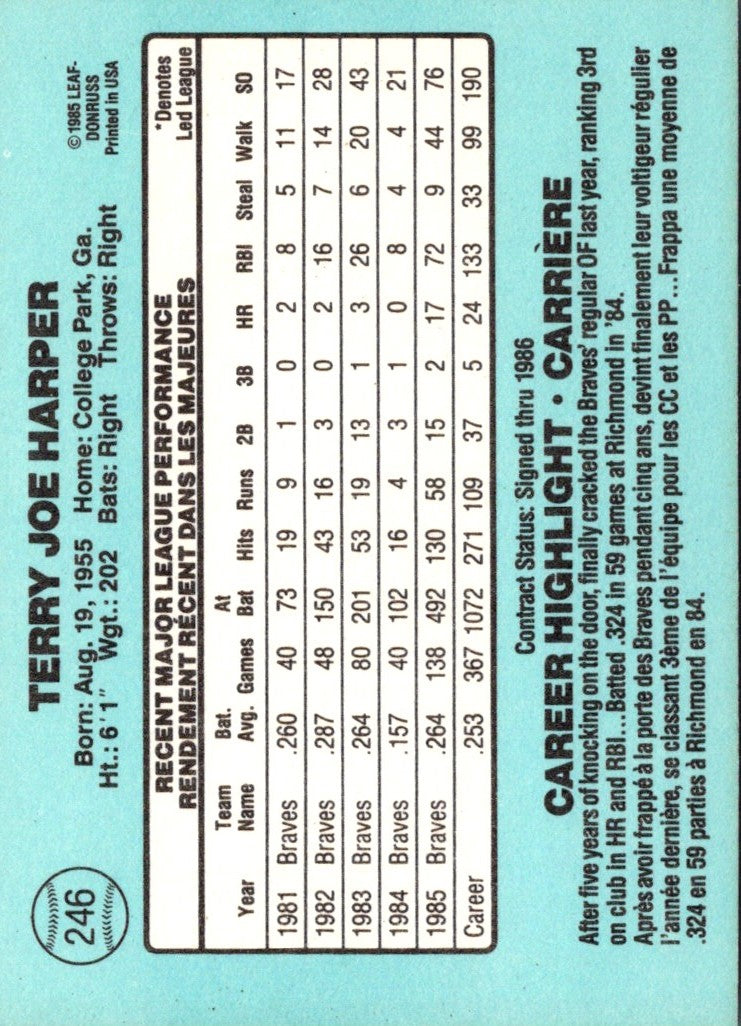 246
TERRY JOE HARPER
Born: Aug. 19, 1955 Home: College Park, Ga.
Ht.: 6'1" Wgt.: 202 Bats: Right Throws: Right
© 1985 LEAF-
DONRUSS
Printed in USA
RECENT MAJOR LEAGUE PERFORMANCE
RENDEMENT RÉCENT DANS LES MAJEURES
*Denotes
Led League
Year Team Name Bat. Avg. Games At Bat Hits Runs 2B 3B HR RBI Steal Walk SO
1981 Braves .260 40 73 19 9 1 0 2 8 5 11 17
1982 Braves .287 48 150 43 16 3 0 2 16 7 14 28
1983 Braves .264 80 201 53 19 13 1 3 26 6 20 43
1984 Braves .157 40 102 16 4 3 1 0 8 4 4 21
1985 Braves .264 138 492 130 58 15 2 17 72 9 44 76
Career .253 367 1072 271 109 37 5 24 133 33 99 190
Contract Status: Signed thru 1986
CAREER HIGHLIGHT • CARRIÈRE
After five years of knocking on the door, finally cracked the Braves' regular OF last year, ranking 3rd
on club in HR and RBI...Batted .324 in 59 games at Richmond in '84.
Après avoir frappé à la porte des Braves pendant cinq ans, devint finalement leur voltigeur régulier
l'année dernière, se classant 3ème de l'équipe pour les CC et les PP...Frappa une moyenne de
.324 en 59 parties à Richmond en 84.